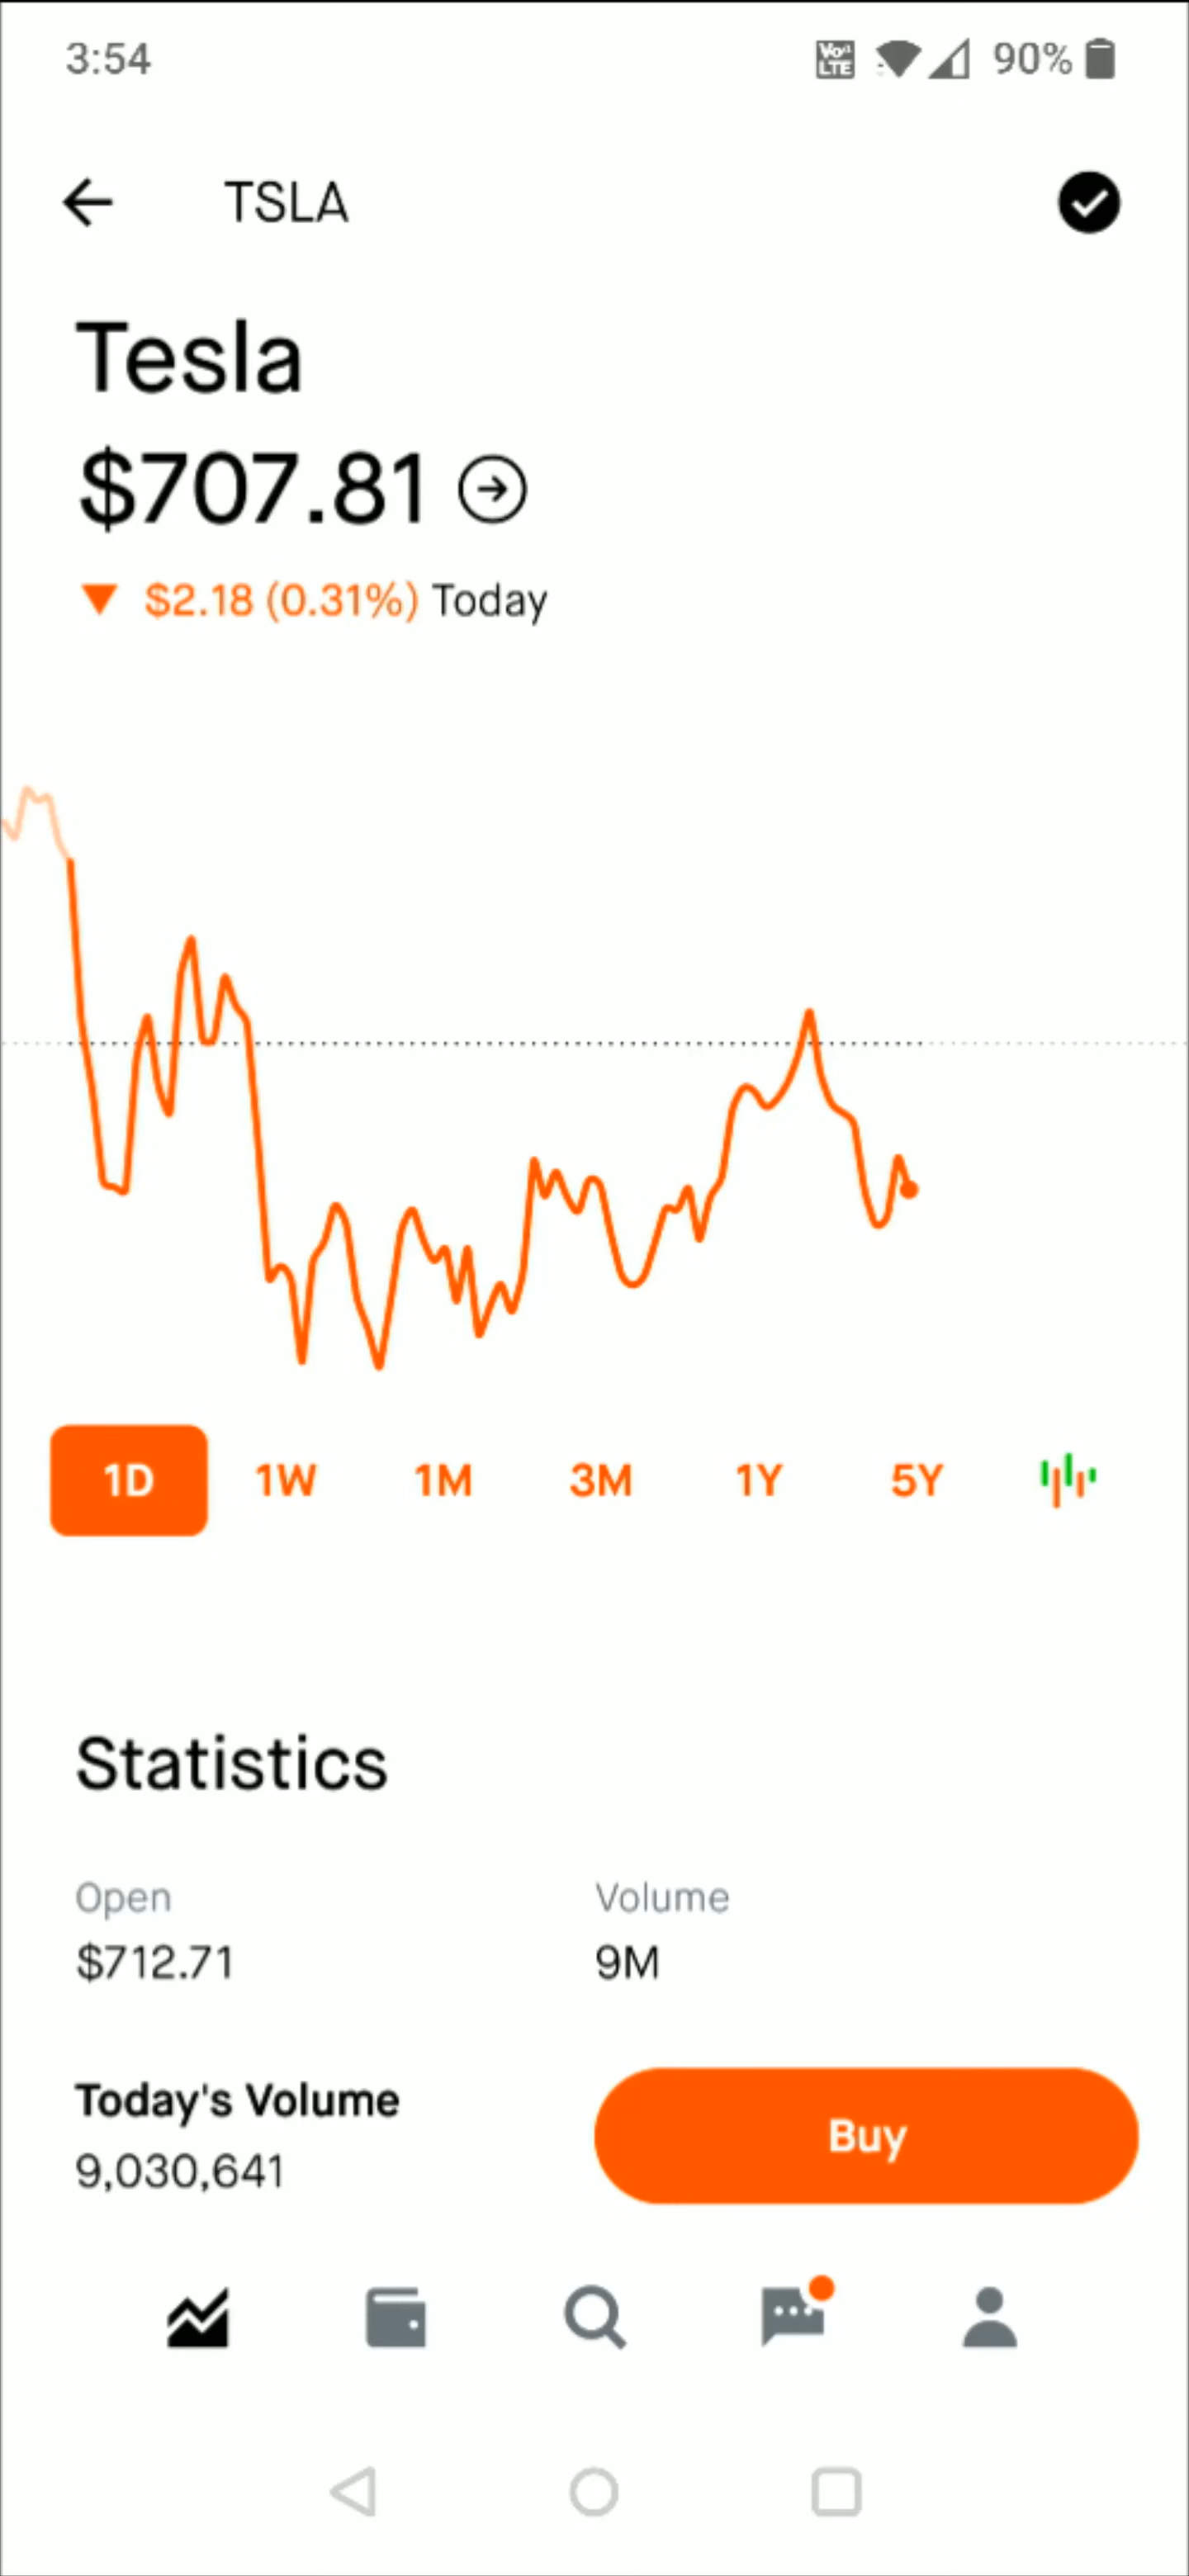 3:54 VoLTE 90%
TSLA
Tesla
$707.81
$2.18 (0.31%) Today
1D 1W 1M 3M 1Y 5Y
Statistics
Open Volume
$712.71 9M
Today's Volume
9,030,641
Buy